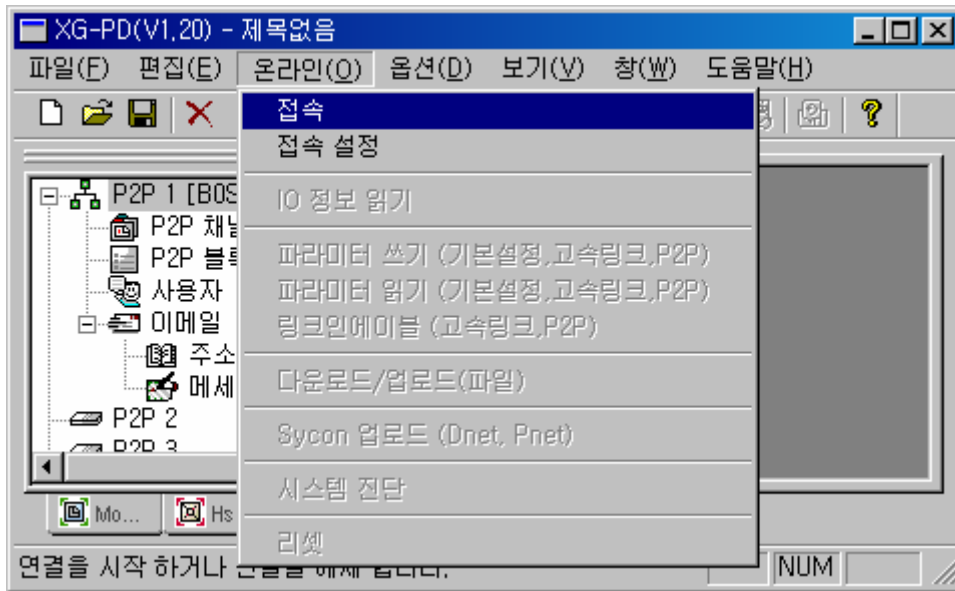 XG-PD(V1,20) - 제목없음
파일(F) 편집(E) 온라인(O) 옵션(D) 보기(V) 창(W) 도움말(H)
접속
접속 설정
IO 정보 읽기
파라미터 쓰기 (기본설정,고속링크,P2P)
파라미터 읽기 (기본설정,고속링크,P2P)
링크인에이블 (고속링크,P2P)
다운로드/업로드(파일)
Sycon 업로드 (Dnet, Pnet)
시스템 진단
리셋
P2P 1 [B0S
P2P 채널
P2P 블록
사용자
이메일
주소
메세
P2P 2
P2P 3
Mo... Hs
연결을 시작 하거나
NUM